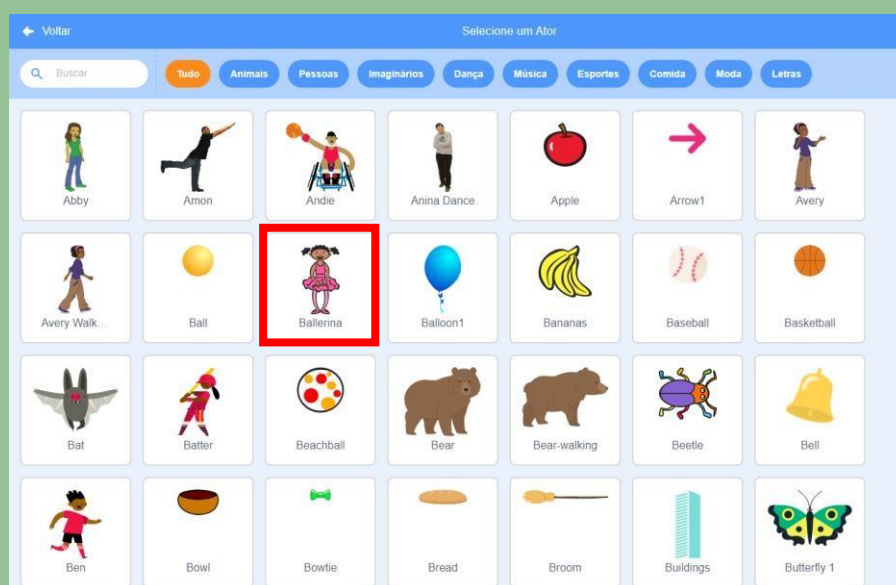 Voltar
Selecione um Ator
Buscar
Tudo Animais Pessoas Imaginários Dança Música Esportes Comida Moda Letras
Abby Amon Andie Anina Dance Apple Arrow1 Avery
Avery Walk... Ball Ballerina Balloon1 Bananas Baseball Basketball
Bat Batter Beachball Bear Bear-walking Beetle Bell
Ben Bowl Bowtie Bread Broom Buildings Butterfly 1